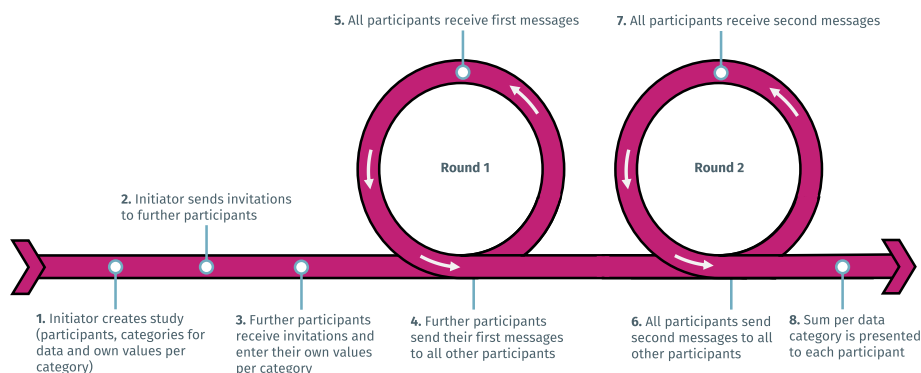 5. All participants receive first messages
7. All participants receive second messages
Round 1
Round 2
2. Initiator sends invitations
to further participants
1. Initiator creates study
(participants, categories for
data and own values per
category)
3. Further participants
receive invitations and
enter their own values
per category
4. Further participants
send their first messages
to all other participants
6. All participants send
second messages to all
other participants
8. Sum per data
category is presented
to each participant